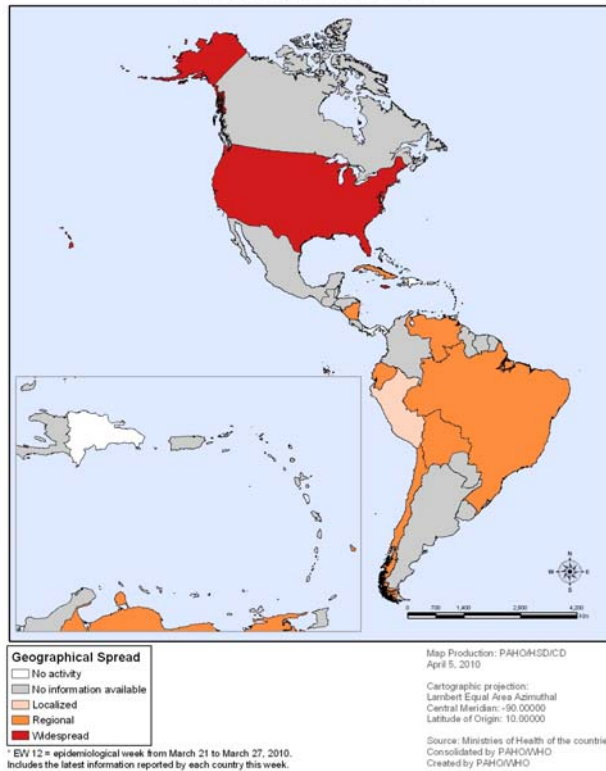 N
W E
S
0 700 1,400 2,800 4,200
Km
Geographical Spread
No activity
No information available
Localized
Regional
Widespread
* EW 12 = epidemiological week from March 21 to March 27, 2010.
Includes the latest information reported by each country this week.
Map Production: PAHO/HSD/CD
April 5, 2010
Cartographic projection:
Lambert Equal Area Azimuthal
Central Meridian: -90.00000
Latitude of Origin: 10.00000
Source: Ministries of Health of the countrie
Consolidated by PAHO/WHO
Created by PAHO/WHO